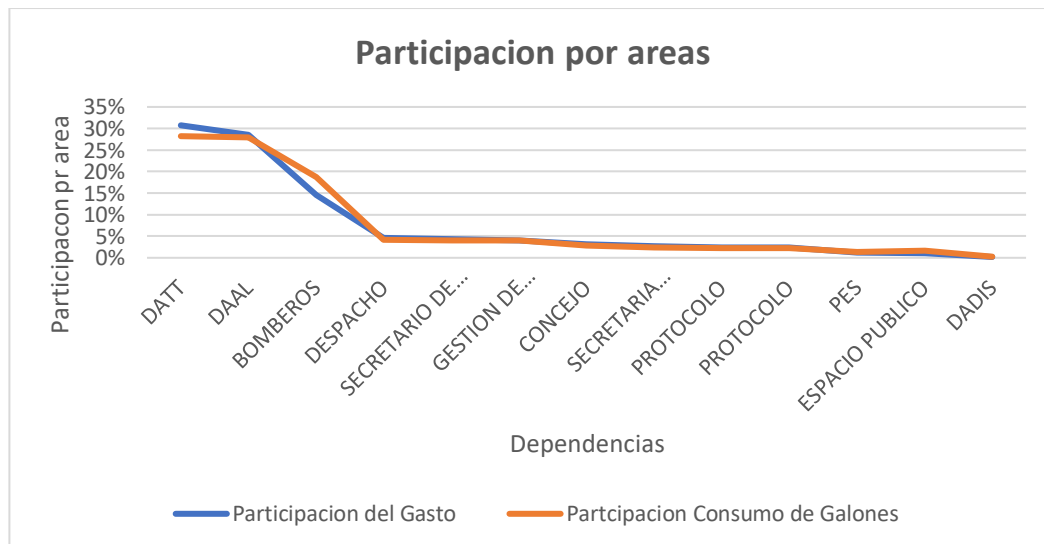 Participacion por areas
Participacon pr area
35%
30%
25%
20%
15%
10%
5%
0%
DATT
DAAL
BOMBEROS
DESPACHO
SECRETARIO DE...
GESTION DE...
CONCEJO
SECRETARIA...
PROTOCOLO
PROTOCOLO
PES
ESPACIO PUBLICO
DADIS
Dependencias
Participacion del Gasto
Partcipacion Consumo de Galones